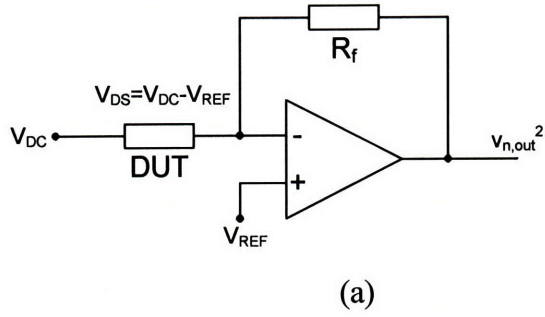 R_f
V_DS=V_DC-V_REF
V_DC
DUT
-
+
v_n,out^2
V_REF
(a)